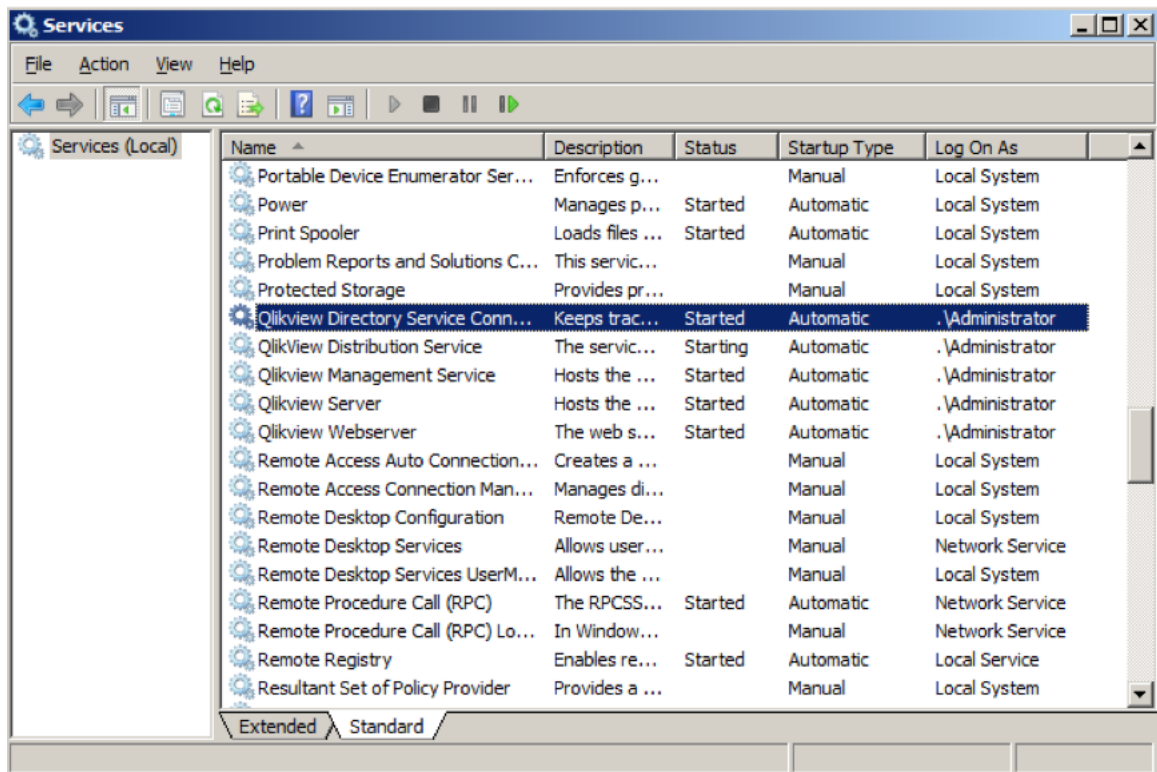 Services
File Action View Help
Services (Local)
Name Description Status Startup Type Log On As
Portable Device Enumerator Ser... Enforces g... Manual Local System
Power Manages p... Started Automatic Local System
Print Spooler Loads files ... Started Automatic Local System
Problem Reports and Solutions C... This servic... Manual Local System
Protected Storage Provides pr... Manual Local System
Qlikview Directory Service Conn... Keeps trac... Started Automatic .\Administrator
QlikView Distribution Service The servic... Starting Automatic .\Administrator
Qlikview Management Service Hosts the ... Started Automatic .\Administrator
Qlikview Server Hosts the ... Started Automatic .\Administrator
Qlikview Webserver The web s... Started Automatic .\Administrator
Remote Access Auto Connection... Creates a ... Manual Local System
Remote Access Connection Man... Manages di... Manual Local System
Remote Desktop Configuration Remote De... Manual Local System
Remote Desktop Services Allows user... Manual Network Service
Remote Desktop Services UserM... Allows the ... Manual Local System
Remote Procedure Call (RPC) The RPCSS... Started Automatic Network Service
Remote Procedure Call (RPC) Lo... In Window... Manual Network Service
Remote Registry Enables re... Started Automatic Local Service
Resultant Set of Policy Provider Provides a ... Manual Local System
Extended Standard